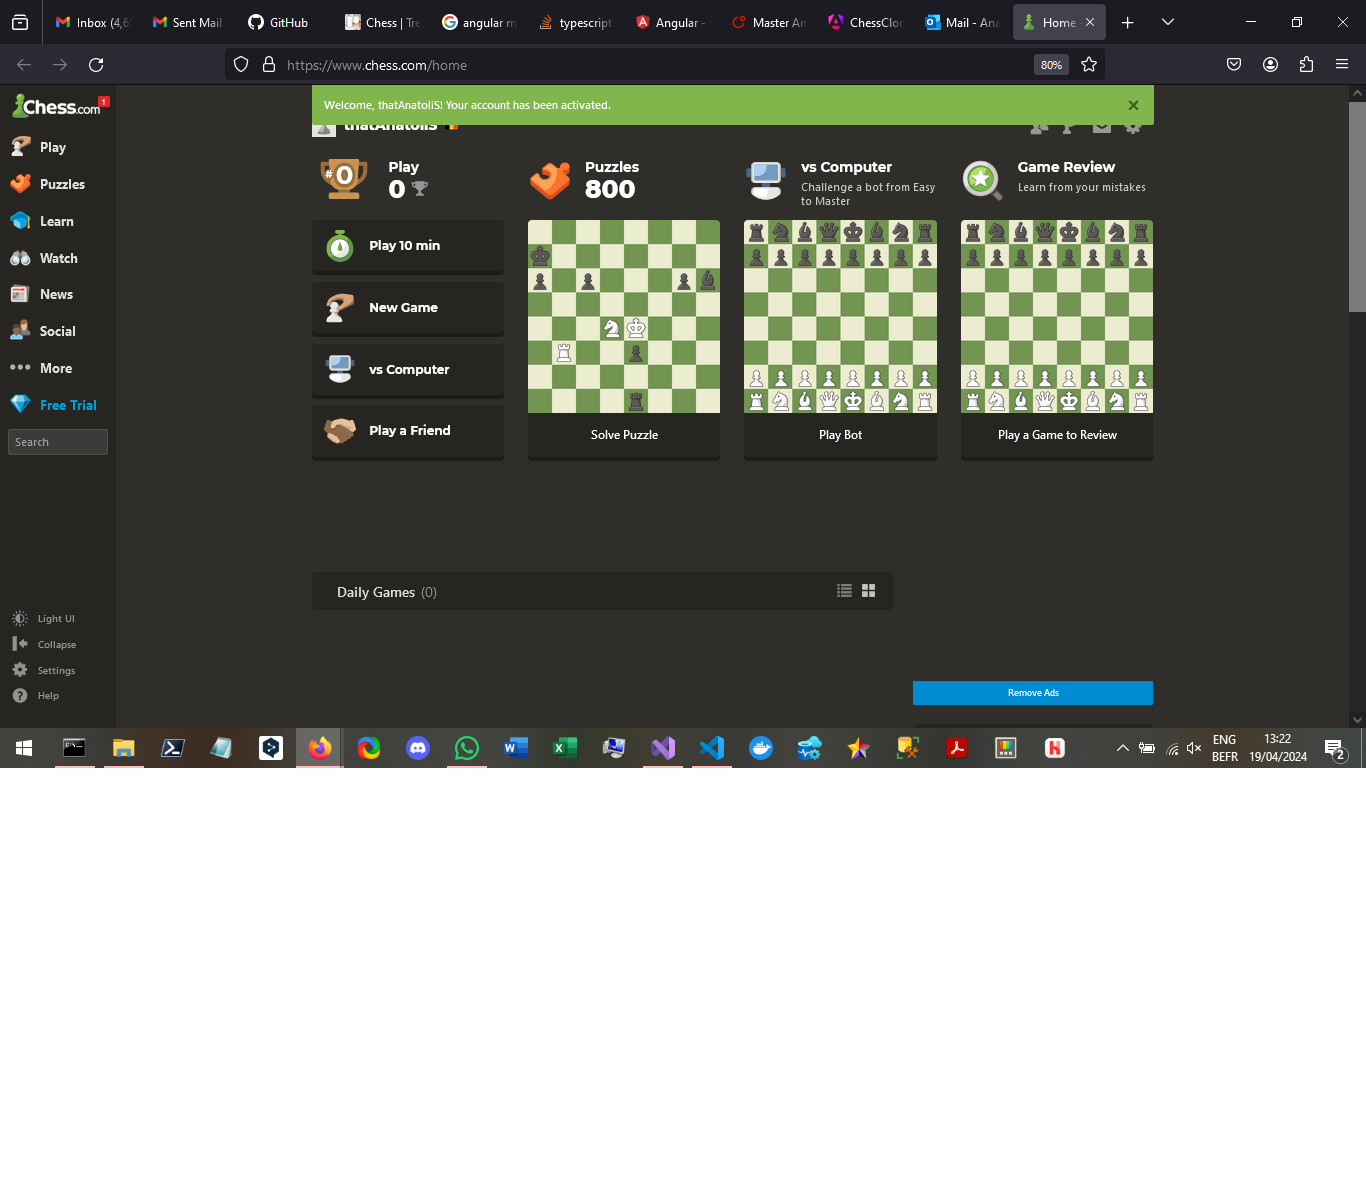 Inbox (4,6
Sent Mail
GitHub
Chess | Tre
angular m
typescript
Angular -
Master An
ChessClor
Mail - Ana
Home -
https://www.chess.com/home
80%
Chess.com
1
Play
Puzzles
Learn
Watch
News
Social
More
Free Trial
Search
Light UI
Collapse
Settings
Help
Welcome, thatAnatoliS! Your account has been activated.
thatAnatoliS
#0
Play
0
Puzzles
800
vs Computer
Challenge a bot from Easy
to Master
Game Review
Learn from your mistakes
Play 10 min
New Game
vs Computer
Play a Friend
Solve Puzzle
Play Bot
Play a Game to Review
Daily Games (0)
Remove Ads
ENG
BEFR
13:22
19/04/2024
2